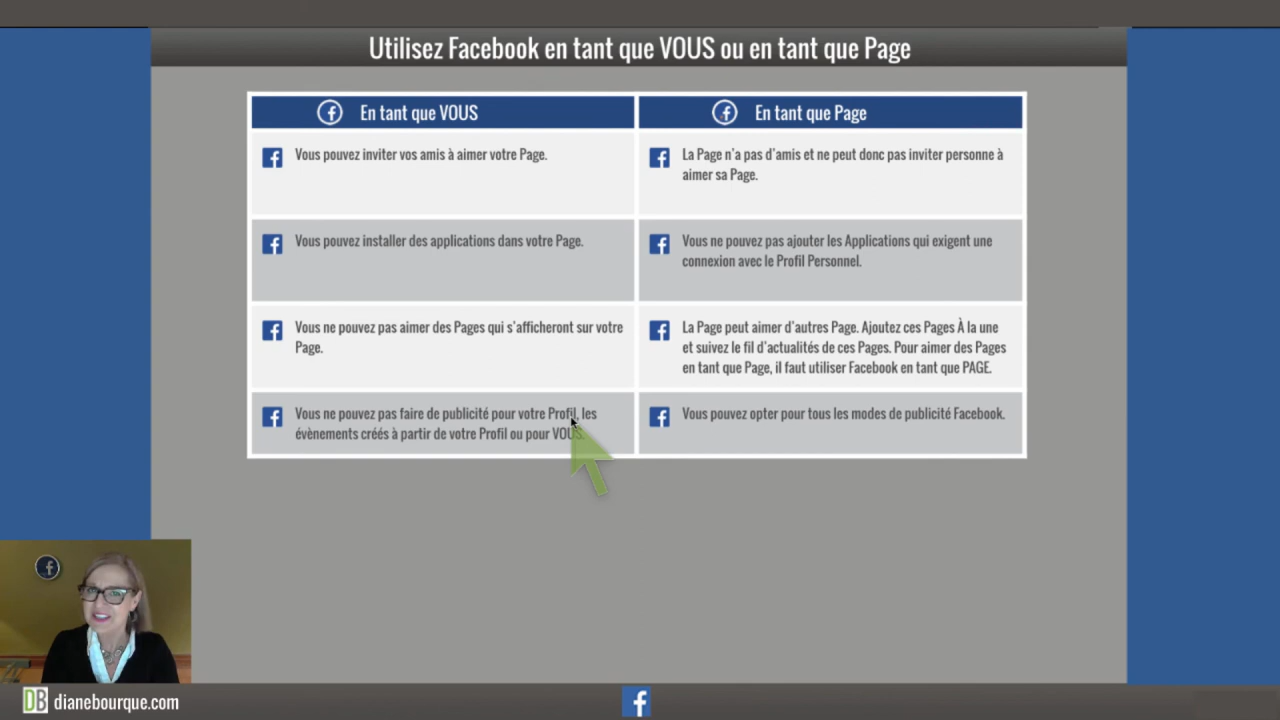 Utilisez Facebook en tant que VOUS ou en tant que Page
En tant que VOUS
En tant que Page
Vous pouvez inviter vos amis à aimer votre Page.
La Page n'a pas d'amis et ne peut donc pas inviter personne à
aimer sa Page.
Vous pouvez installer des applications dans votre Page.
Vous ne pouvez pas ajouter les Applications qui exigent une
connexion avec le Profil Personnel.
Vous ne pouvez pas aimer des Pages qui s'afficheront sur votre
Page.
La Page peut aimer d'autres Page. Ajoutez ces Pages À la une
et suivez le fil d'actualités de ces Pages. Pour aimer des Pages
en tant que Page, il faut utiliser Facebook en tant que PAGE.
Vous ne pouvez pas faire de publicité pour votre Profil, les
évènements créés à partir de votre Profil ou pour VOUS.
Vous pouvez opter pour tous les modes de publicité Facebook.
DB dianebourque.com